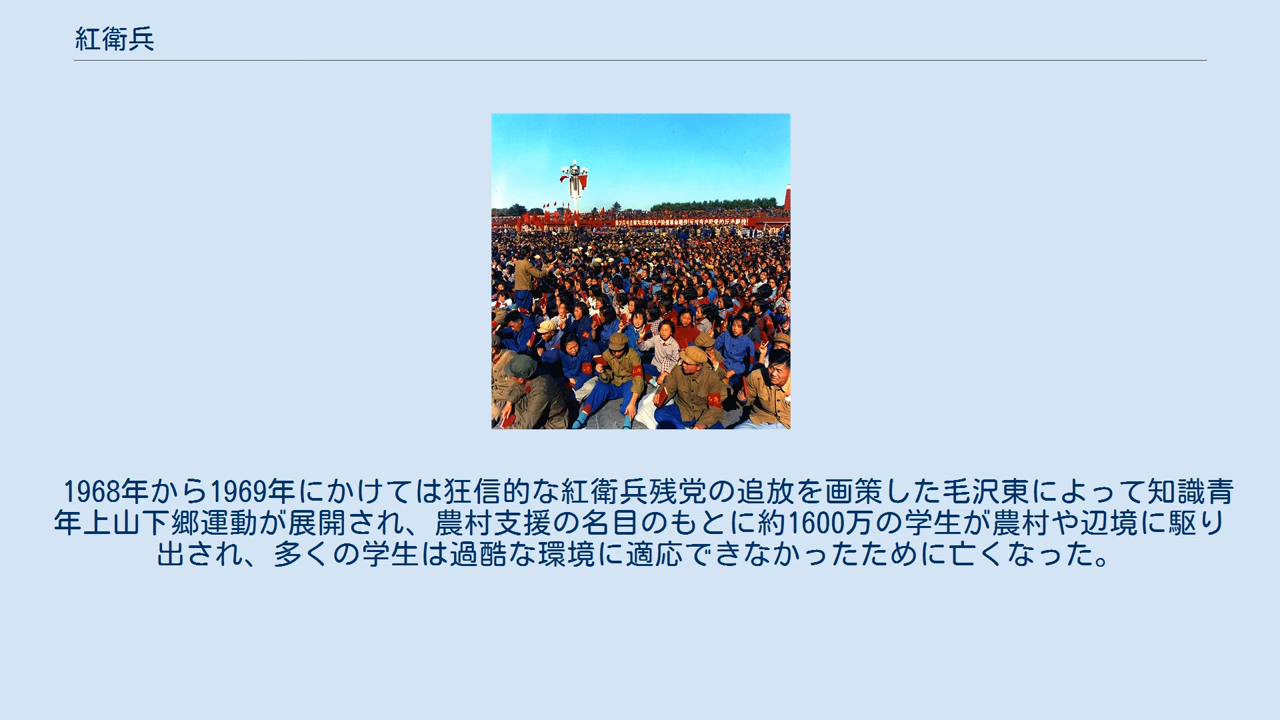 紅衛兵
1968年から1969年にかけては狂信的な紅衛兵残党の追放を画策した毛沢東によって知識青
年上山下郷運動が展開され、農村支援の名目のもとに約1600万の学生が農村や辺境に駆り
出され、多くの学生は過酷な環境に適応できなかったために亡くなった。